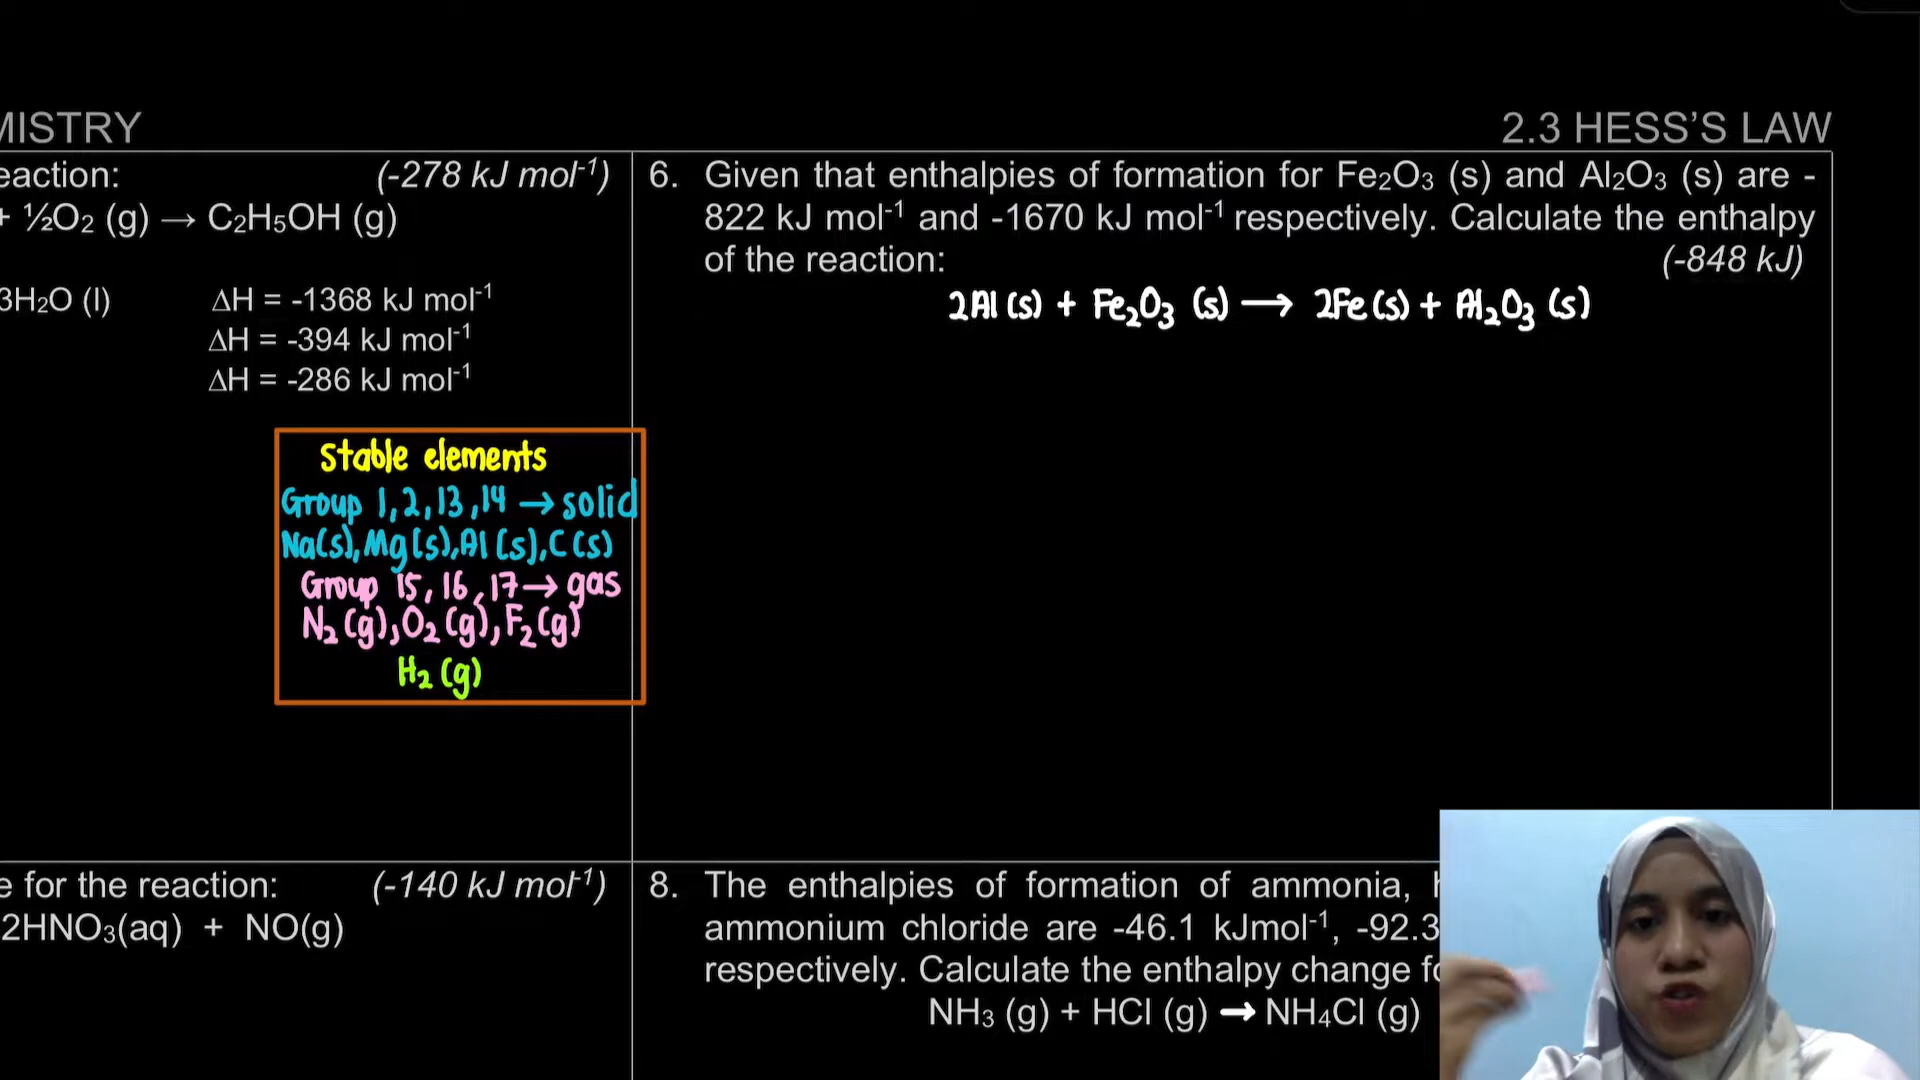 MISTRY
2.3 HESS'S LAW
eaction: (-278 kJ mol⁻¹)
+ ½O₂ (g) → C₂H₅OH (g)
3H₂O (l) ΔH = -1368 kJ mol⁻¹
ΔH = -394 kJ mol⁻¹
ΔH = -286 kJ mol⁻¹
Stable elements
Group 1,2,13,14 → solid
Na(s), Mg(s), Al(s), C(s)
Group 15, 16, 17 → gas
N₂(g), O₂(g), F₂(g)
H₂(g)
6. Given that enthalpies of formation for Fe₂O₃ (s) and Al₂O₃ (s) are -
822 kJ mol⁻¹ and -1670 kJ mol⁻¹ respectively. Calculate the enthalpy
of the reaction: (-848 kJ)
2Al(s) + Fe₂O₃ (s) → 2Fe(s) + Al₂O₃ (s)
e for the reaction: (-140 kJ mol⁻¹)
2HNO₃(aq) + NO(g)
8. The enthalpies of formation of ammonia,
ammonium chloride are -46.1 kJmol⁻¹, -92.3
respectively. Calculate the enthalpy change
NH₃ (g) + HCl (g) → NH₄Cl (g)